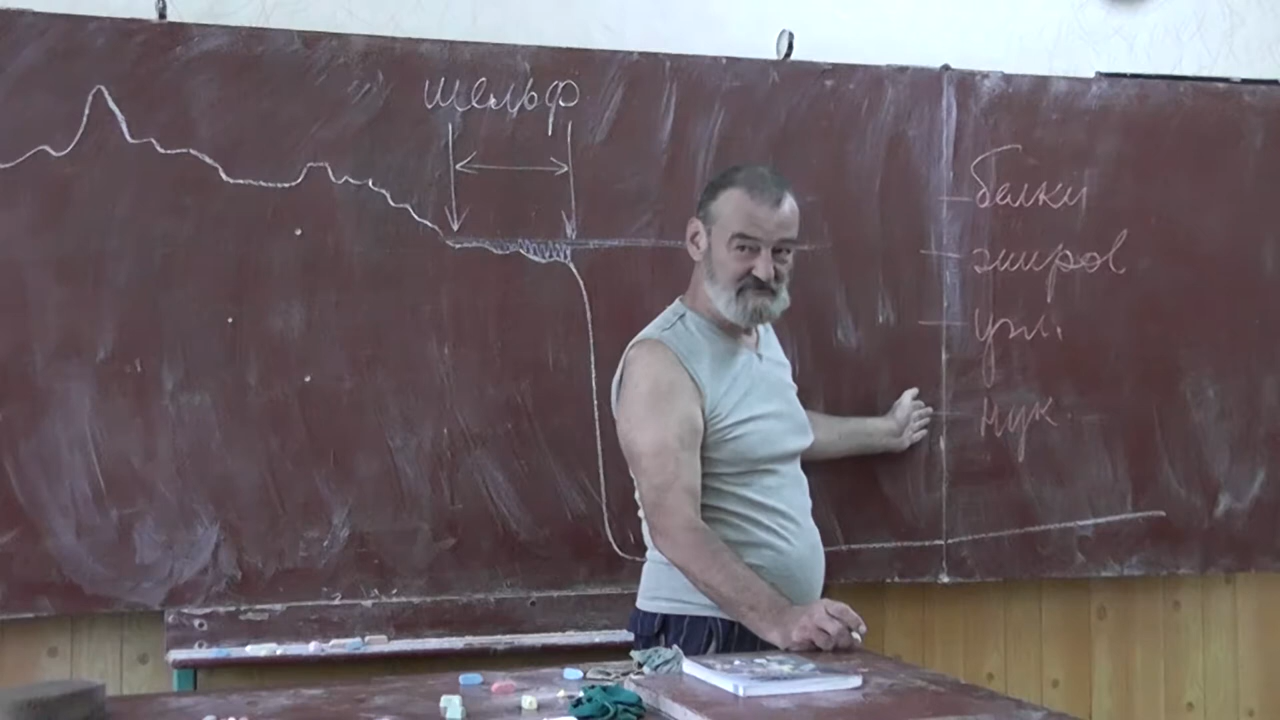 шельф
белки
жиров
угл.
нук.